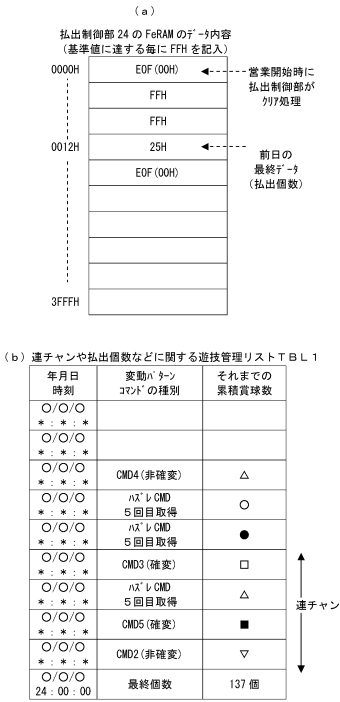 （ａ）
払出制御部 24 のFeRAMのデータ内容
（基準値に達する毎に FFH を記入）
0000H
EOF(00H)
営業開始時に
払出制御部が
クリア処理
FFH
FFH
0012H
25H
前日の
最終ﾃﾞｰﾀ
（払出個数）
EOF(00H)
3FFFH
（ｂ）連チャンや払出個数などに関する遊技管理リストＴＢＬ１
年月日
時刻
変動ﾊﾟﾀｰﾝ
ｺﾏﾝﾄﾞの種別
それまでの
累積賞球数
〇/〇/〇
＊：＊：＊
〇/〇/〇
＊：＊：＊
〇/〇/〇
＊：＊：＊
CMD4(非確変)
△
〇/〇/〇
＊：＊：＊
ﾊｽﾞﾚ CMD
５回目取得
〇
〇/〇/〇
＊：＊：＊
ﾊｽﾞﾚ CMD
５回目取得
●
〇/〇/〇
＊：＊：＊
CMD3(確変)
□
〇/〇/〇
＊：＊：＊
ﾊｽﾞﾚ CMD
５回目取得
△
連チャン
〇/〇/〇
＊：＊：＊
CMD5(確変)
■
〇/〇/〇
＊：＊：＊
CMD2(非確変)
▽
〇/〇/〇
24：00：00
最終個数
137 個